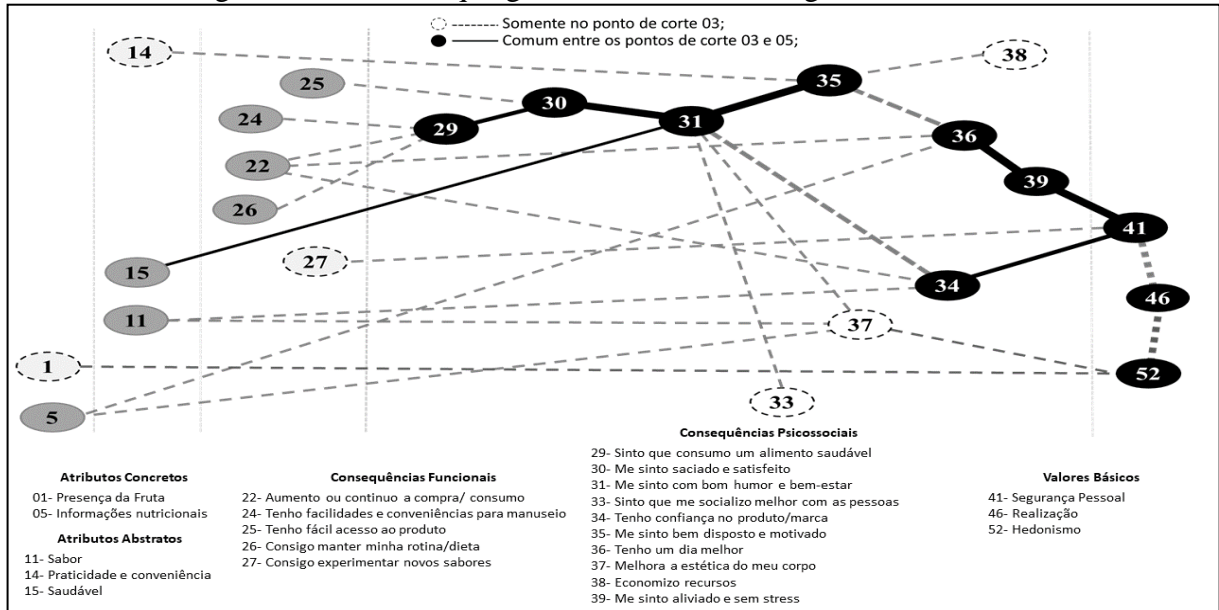 Somente no ponto de corte 03;
Comum entre os pontos de corte 03 e 05;
14
38
25
35
30
24
29
31
36
22
39
26
41
15
27
34
46
11
37
1
52
33
5
Atributos Concretos
01- Presença da Fruta
05- Informações nutricionais
Atributos Abstratos
11- Sabor
14- Praticidade e conveniência
15- Saudável
Consequências Funcionais
22- Aumento ou continuo a compra/ consumo
24- Tenho facilidades e conveniências para manuseio
25- Tenho fácil acesso ao produto
26- Consigo manter minha rotina/dieta
27- Consigo experimentar novos sabores
Consequências Psicossociais
29- Sinto que consumo um alimento saudável
30- Me sinto saciado e satisfeito
31- Me sinto com bom humor e bem-estar
33- Sinto que me socializo melhor com as pessoas
34- Tenho confiança no produto/marca
35- Me sinto bem disposto e motivado
36- Tenho um dia melhor
37- Melhora a estética do meu corpo
38- Economizo recursos
39- Me sinto aliviado e sem stress
Valores Básicos
41- Segurança Pessoal
46- Realização
52- Hedonismo